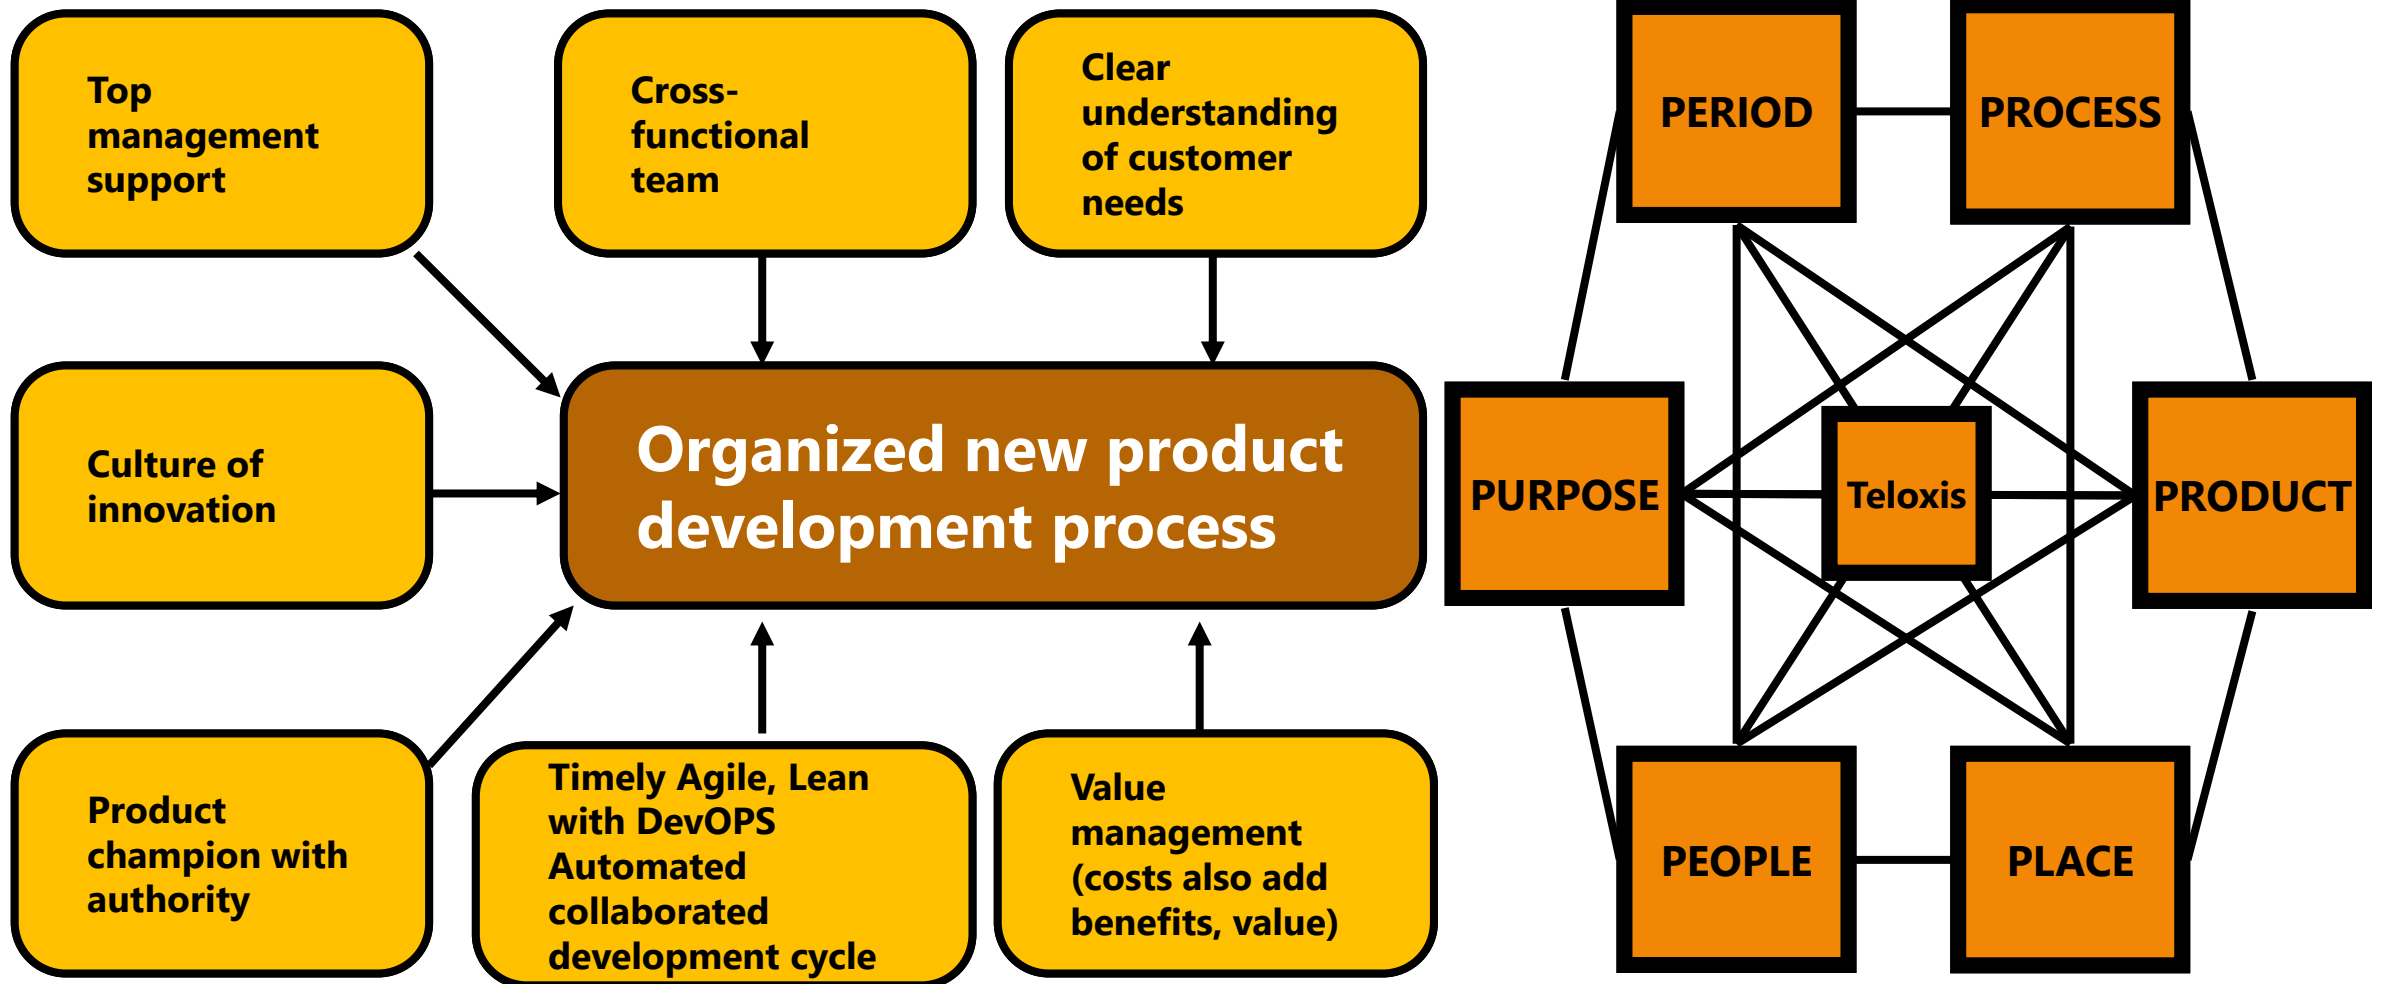 Top
management
support
Cross-
functional
team
Clear
understanding
of customer
needs
Culture of
innovation
Organized new product
development process
Product
champion with
authority
Timely Agile, Lean
with DevOPS
Automated
collaborated
development cycle
Value
management
(costs also add
benefits, value)
PERIOD
PROCESS
PURPOSE
Teloxis
PRODUCT
PEOPLE
PLACE